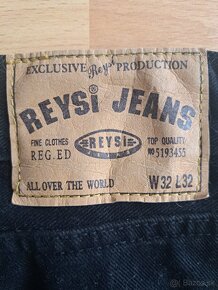 EXCLUSIVE Reysi PRODUCTION
REYSI JEANS
FINE CLOTHES
REG.ED
REYSI
TOP QUALITY
NO 5193455
ALL OVER THE WORLD
W32 L32